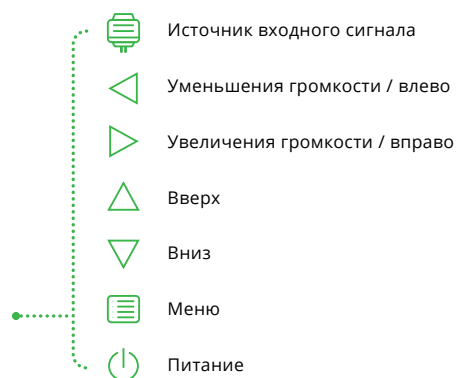 Источник входного сигнала
Уменьшения громкости / влево
Увеличения громкости / вправо
Вверх
Вниз
Меню
Питание